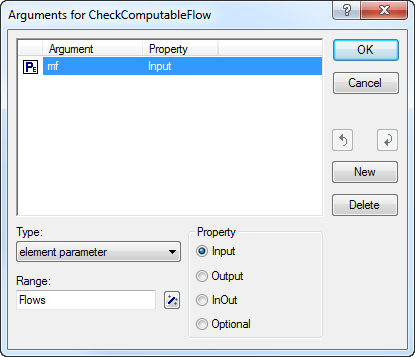 Arguments for CheckComputableFlow
?
X
Argument Property
PE mf Input
OK
Cancel
New
Delete
Type:
element parameter
Range:
Flows
Property
Input
Output
InOut
Optional